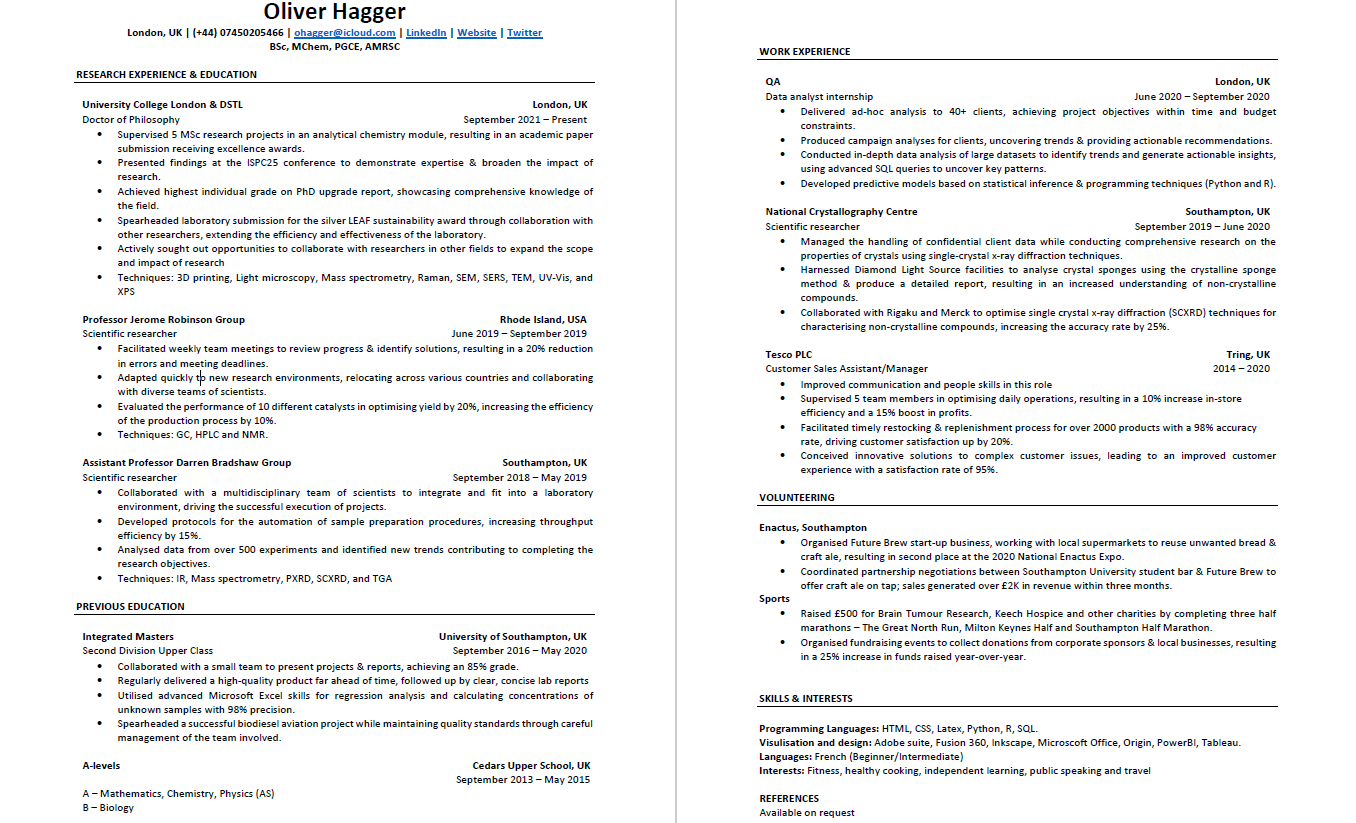 Oliver Hagger
London, UK | (+44) 07450205466 | ohagger@icloud.com | LinkedIn | Website | Twitter
BSc, MChem, PGCE, AMRSC
RESEARCH EXPERIENCE & EDUCATION
University College London & DSTL London, UK
Doctor of Philosophy September 2021 – Present
• Supervised 5 MSc research projects in an analytical chemistry module, resulting in an academic paper
submission receiving excellence awards.
• Presented findings at the ISPC25 conference to demonstrate expertise & broaden the impact of
research.
• Achieved highest individual grade on PhD upgrade report, showcasing comprehensive knowledge of
the field.
• Spearheaded laboratory submission for the silver LEAF sustainability award through collaboration with
other researchers, extending the efficiency and effectiveness of the laboratory.
• Actively sought out opportunities to collaborate with researchers in other fields to expand the scope
and impact of research
• Techniques: 3D printing, Light microscopy, Mass spectrometry, Raman, SEM, SERS, TEM, UV-Vis, and
XPS
Professor Jerome Robinson Group Rhode Island, USA
Scientific researcher June 2019 – September 2019
• Facilitated weekly team meetings to review progress & identify solutions, resulting in a 20% reduction
in errors and meeting deadlines.
• Adapted quickly to new research environments, relocating across various countries and collaborating
with diverse teams of scientists.
• Evaluated the performance of 10 different catalysts in optimising yield by 20%, increasing the efficiency
of the production process by 10%.
• Techniques: GC, HPLC and NMR.
Assistant Professor Darren Bradshaw Group Southampton, UK
Scientific researcher September 2018 – May 2019
• Collaborated with a multidisciplinary team of scientists to integrate and fit into a laboratory
environment, driving the successful execution of projects.
• Developed protocols for the automation of sample preparation procedures, increasing throughput
efficiency by 15%.
• Analysed data from over 500 experiments and identified new trends contributing to completing the
research objectives.
• Techniques: IR, Mass spectrometry, PXRD, SCXRD, and TGA
PREVIOUS EDUCATION
Integrated Masters University of Southampton, UK
Second Division Upper Class September 2016 – May 2020
• Collaborated with a small team to present projects & reports, achieving an 85% grade.
• Regularly delivered a high-quality product far ahead of time, followed up by clear, concise lab reports
• Utilised advanced Microsoft Excel skills for regression analysis and calculating concentrations of
unknown samples with 98% precision.
• Spearheaded a successful biodiesel aviation project while maintaining quality standards through careful
management of the team involved.
A-levels Cedars Upper School, UK
September 2013 – May 2015
A – Mathematics, Chemistry, Physics (AS)
B – Biology
WORK EXPERIENCE
QA London, UK
Data analyst internship June 2020 – September 2020
• Delivered ad-hoc analysis to 40+ clients, achieving project objectives within time and budget
constraints.
• Produced campaign analyses for clients, uncovering trends & providing actionable recommendations.
• Conducted in-depth data analysis of large datasets to identify trends and generate actionable insights,
using advanced SQL queries to uncover key patterns.
• Developed predictive models based on statistical inference & programming techniques (Python and R).
National Crystallography Centre Southampton, UK
Scientific researcher September 2019 – June 2020
• Managed the handling of confidential client data while conducting comprehensive research on the
properties of crystals using single-crystal x-ray diffraction techniques.
• Harnessed Diamond Light Source facilities to analyse crystal sponges using the crystalline sponge
method & produce a detailed report, resulting in an increased understanding of non-crystalline
compounds.
• Collaborated with Rigaku and Merck to optimise single crystal x-ray diffraction (SCXRD) techniques for
characterising non-crystalline compounds, increasing the accuracy rate by 25%.
Tesco PLC Tring, UK
Customer Sales Assistant/Manager 2014 – 2020
• Improved communication and people skills in this role
• Supervised 5 team members in optimising daily operations, resulting in a 10% increase in-store
efficiency and a 15% boost in profits.
• Facilitated timely restocking & replenishment process for over 2000 products with a 98% accuracy
rate, driving customer satisfaction up by 20%.
• Conceived innovative solutions to complex customer issues, leading to an improved customer
experience with a satisfaction rate of 95%.
VOLUNTEERING
Enactus, Southampton
• Organised Future Brew start-up business, working with local supermarkets to reuse unwanted bread &
craft ale, resulting in second place at the 2020 National Enactus Expo.
• Coordinated partnership negotiations between Southampton University student bar & Future Brew to
offer craft ale on tap; sales generated over £2K in revenue within three months.
Sports
• Raised £500 for Brain Tumour Research, Keech Hospice and other charities by completing three half
marathons – The Great North Run, Milton Keynes Half and Southampton Half Marathon.
• Organised fundraising events to collect donations from corporate sponsors & local businesses, resulting
in a 25% increase in funds raised year-over-year.
SKILLS & INTERESTS
Programming Languages: HTML, CSS, Latex, Python, R, SQL.
Visulisation and design: Adobe suite, Fusion 360, Inkscape, Microscoft Office, Origin, PowerBI, Tableau.
Languages: French (Beginner/Intermediate)
Interests: Fitness, healthy cooking, independent learning, public speaking and travel
REFERENCES
Available on request